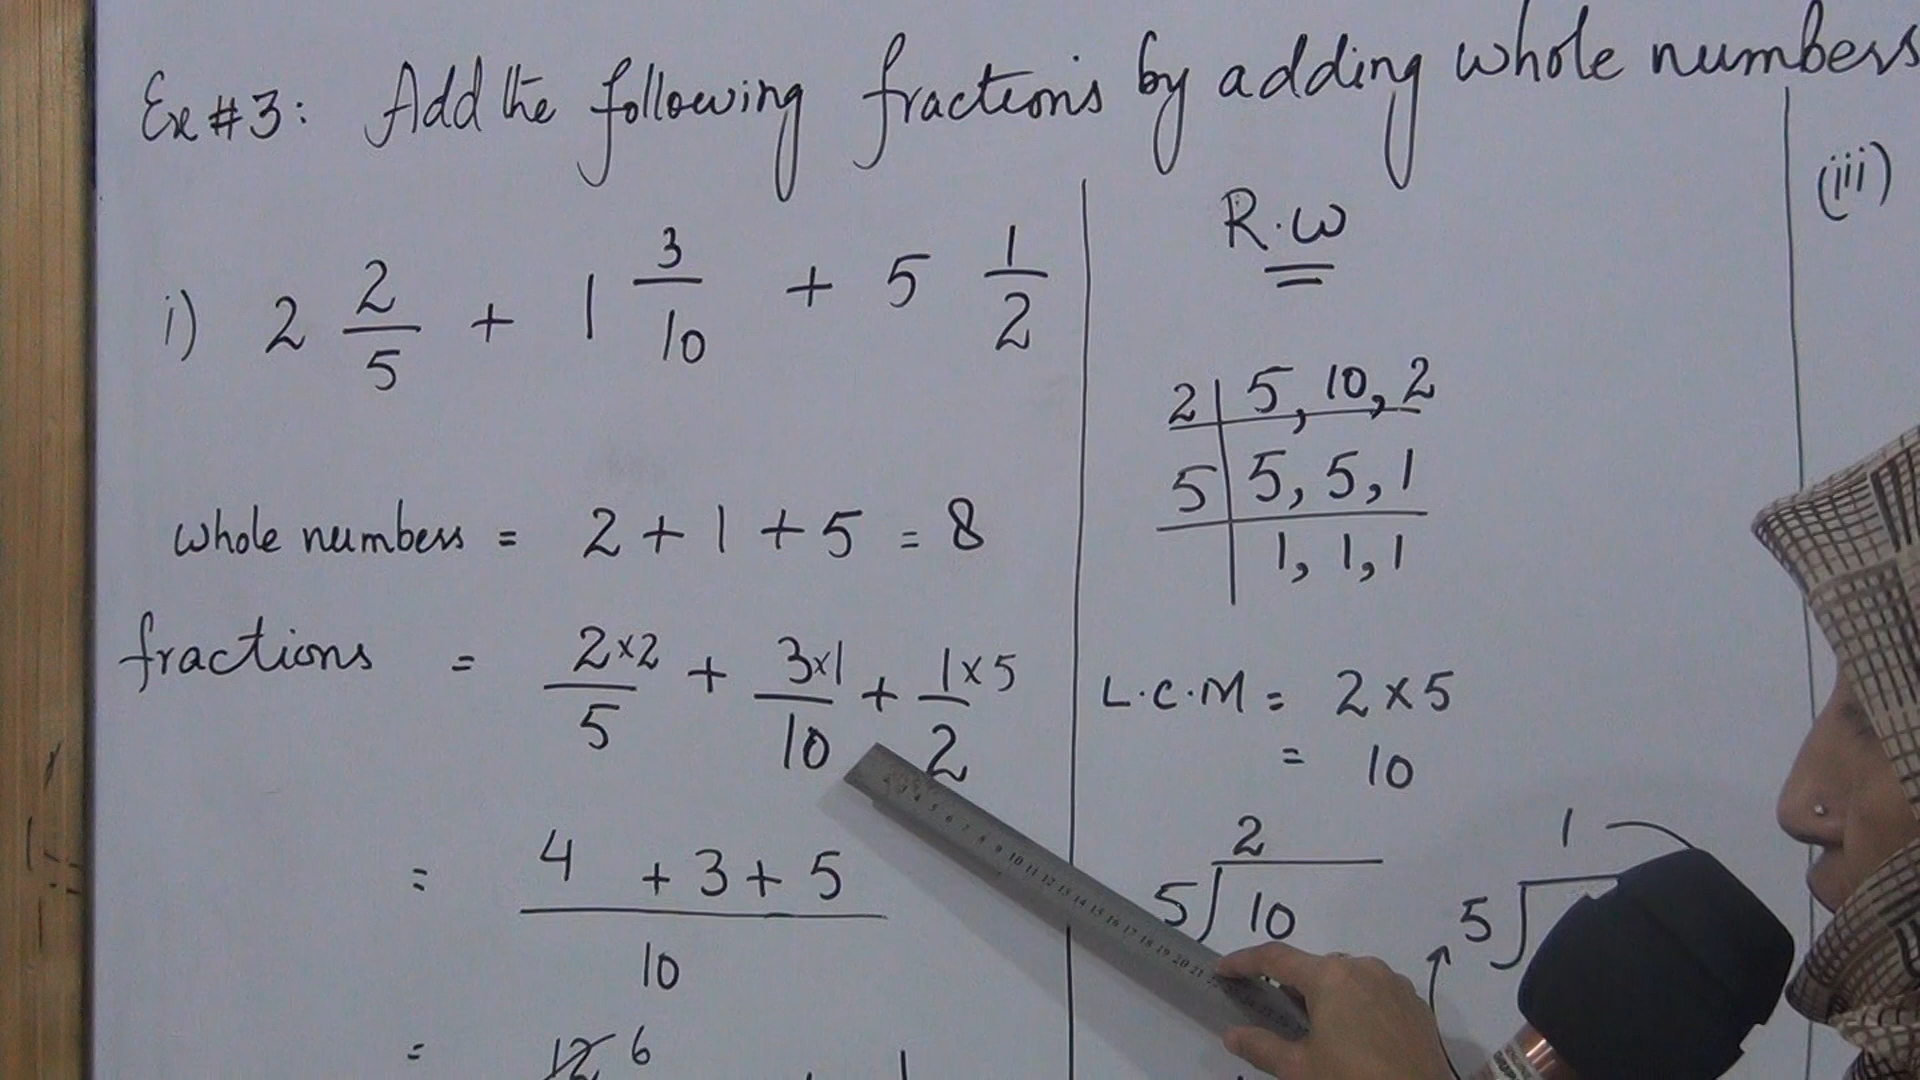 Ex #3: Add the following fractions by adding whole numbers
i) 2 2/5 + 1 3/10 + 5 1/2
whole numbers = 2 + 1 + 5 = 8
fractions = 2×2/5 + 3×1/10 + 1×5/2
= 4 + 3 + 5/10
= 12 6
R.W
2 | 5, 10, 2
5 | 5, 5, 1
1, 1, 1
L.C.M = 2 × 5
= 10
2
5 10
1
5
(iii)